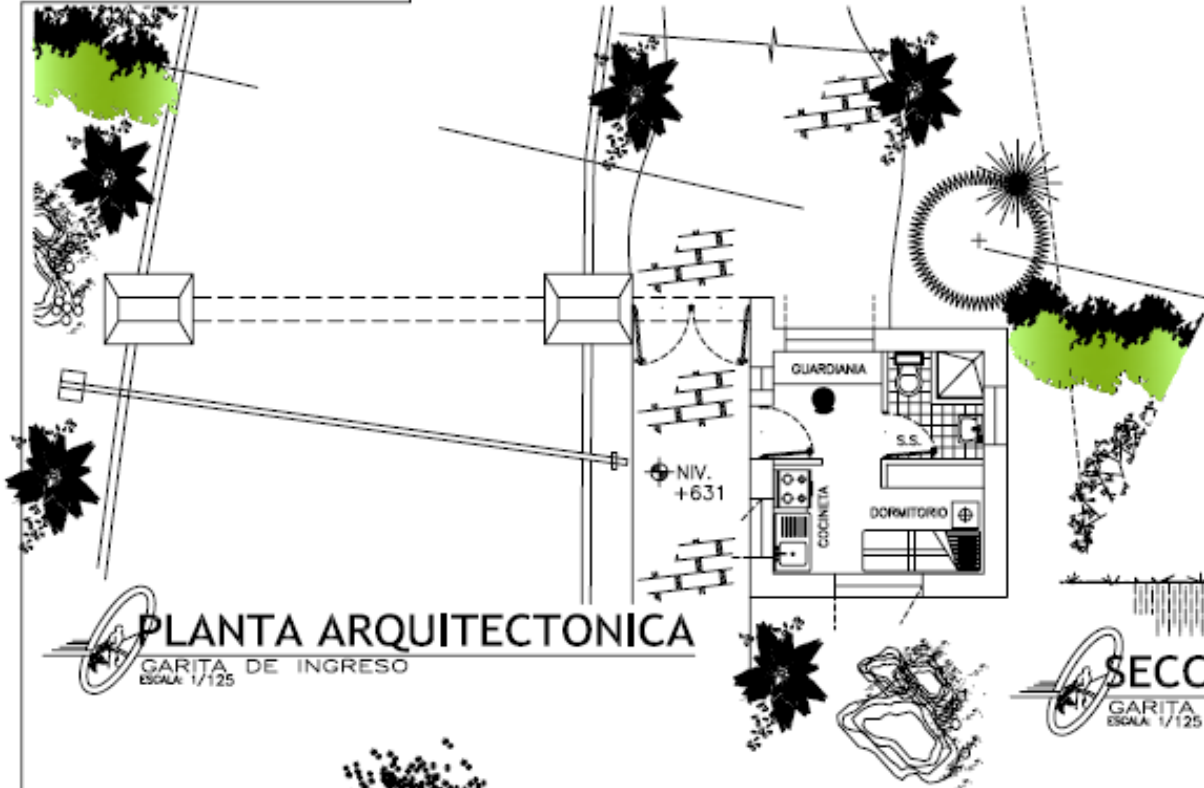 GUARDIANIA
S.S.
NIV.
+631
COCINETA
DORMITORIO
PLANTA ARQUITECTONICA
GARITA DE INGRESO
ESCALA: 1/125
SECC
GARITA
ESCALA: 1/125